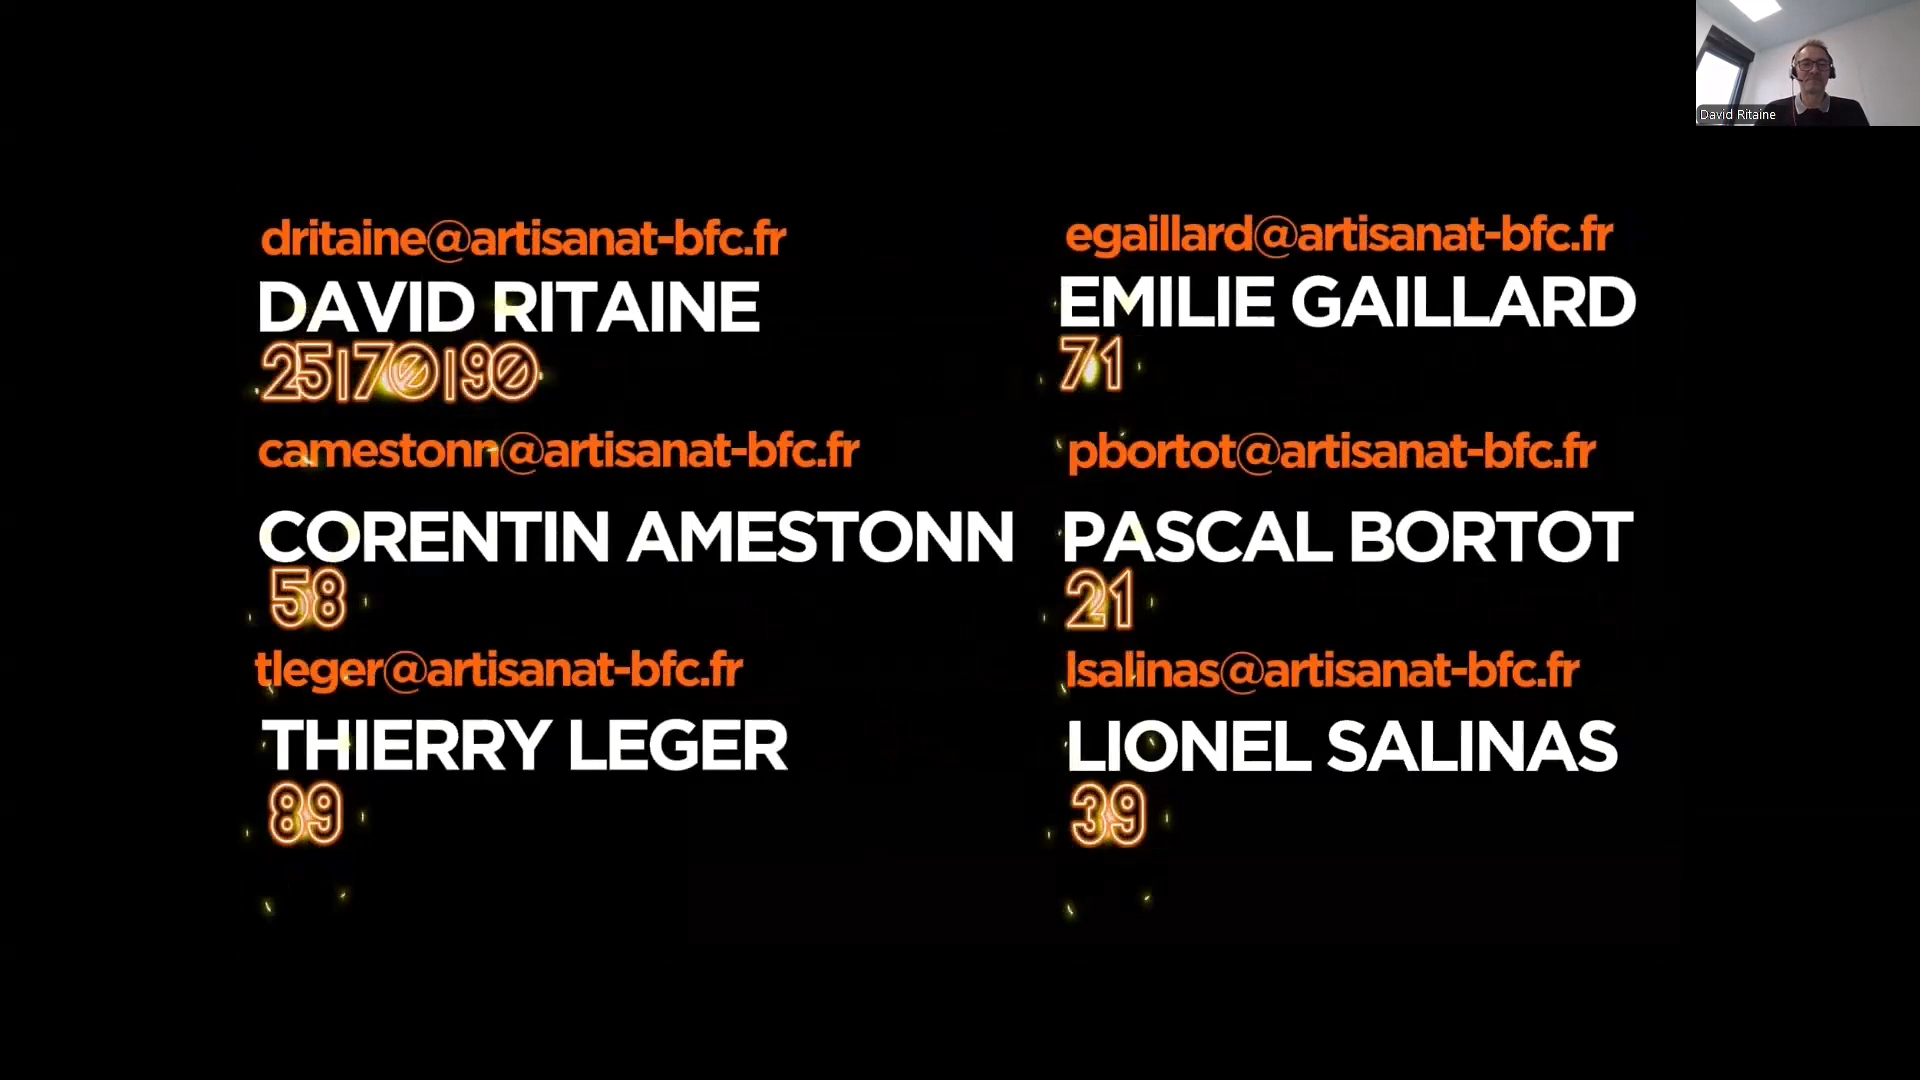 David Ritaine
dritaine@artisanat-bfc.fr
DAVID RITAINE
25|70|90
egaillard@artisanat-bfc.fr
EMILIE GAILLARD
71
camestonn@artisanat-bfc.fr
CORENTIN AMESTONN
58
pbortot@artisanat-bfc.fr
PASCAL BORTOT
21
tleger@artisanat-bfc.fr
THIERRY LEGER
89
lsalinas@artisanat-bfc.fr
LIONEL SALINAS
39